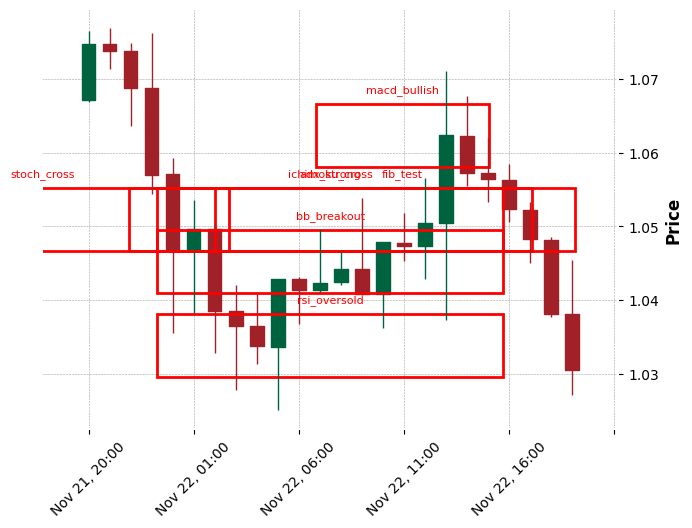 macd_bullish
stoch_cross
fib_test
bb_breakout
rsi_oversold
1.07
1.06
1.05
1.04
1.03
Price
Nov 21, 20:00
Nov 22, 01:00
Nov 22, 06:00
Nov 22, 11:00
Nov 22, 16:00